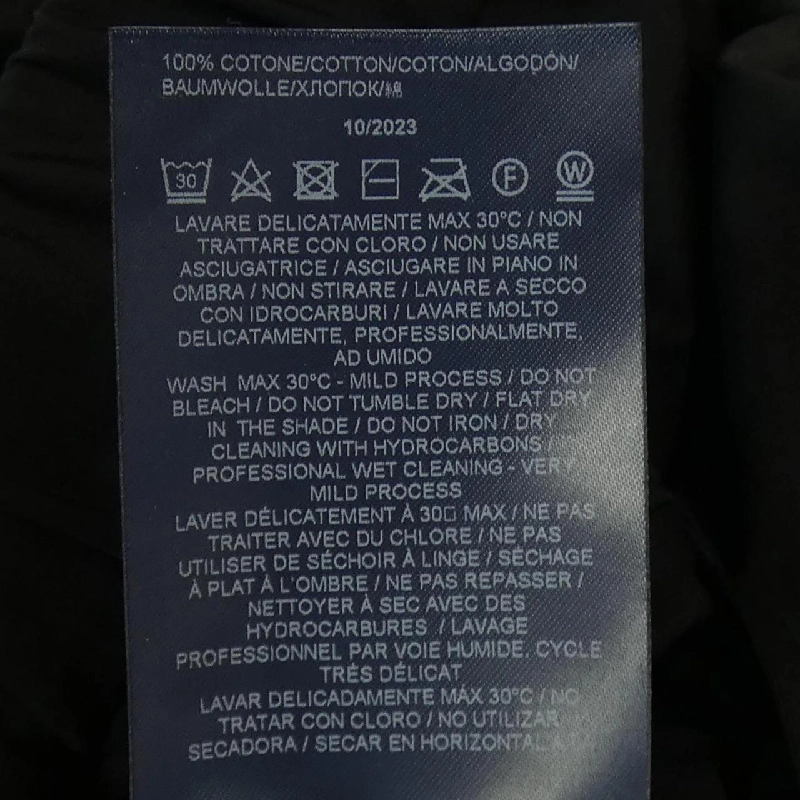 100% COTONE/COTTON/COTON/ALGODÓN/
BAUMWOLLE/ХЛОПОК/綿
10/2023
30 F W
LAVARE DELICATAMENTE MAX 30°C / NON
TRATTARE CON CLORO / NON USARE
ASCIUGATRICE / ASCIUGARE IN PIANO IN
OMBRA / NON STIRARE / LAVARE A SECCO
CON IDROCARBURI / LAVARE MOLTO
DELICATAMENTE, PROFESSIONALMENTE,
AD UMIDO
WASH MAX 30°C - MILD PROCESS / DO NOT
BLEACH / DO NOT TUMBLE DRY / FLAT DRY
IN THE SHADE / DO NOT IRON / DRY
CLEANING WITH HYDROCARBONS /
PROFESSIONAL WET CLEANING - VERY
MILD PROCESS
LAVER DÉLICATEMENT À 30□ MAX / NE PAS
TRAITER AVEC DU CHLORE / NE PAS
UTILISER DE SÉCHOIR À LINGE / SÉCHAGE
À PLAT À L'OMBRE / NE PAS REPASSER /
NETTOYER À SEC AVEC DES
HYDROCARBURES / LAVAGE
PROFESSIONNEL PAR VOIE HUMIDE. CYCLE
TRÈS DÉLICAT
LAVAR DELICADAMENTE MÁX 30°C / NO
TRATAR CON CLORO / NO UTILIZAR
SECADORA / SECAR EN HORIZONTAL A